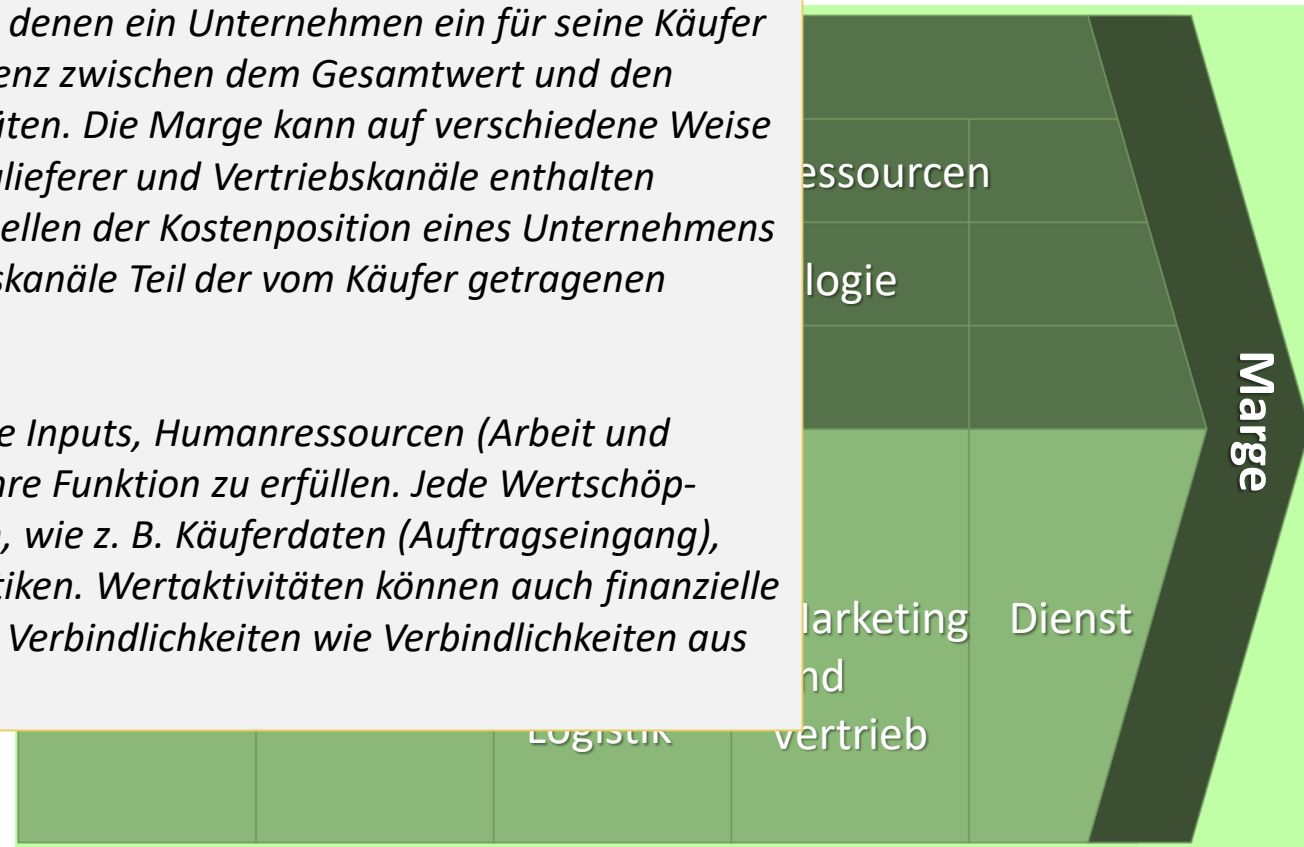 denen ein Unternehmen ein für seine Käufer
enz zwischen dem Gesamtwert und den
äten. Die Marge kann auf verschiedene Weise
lieferer und Vertriebskanäle enthalten
ellen der Kostenposition eines Unternehmens
skanäle Teil der vom Käufer getragenen
e Inputs, Humanressourcen (Arbeit und
hre Funktion zu erfüllen. Jede Wertschöp-
, wie z. B. Käuferdaten (Auftragseingang),
tiken. Wertaktivitäten können auch finanzielle
Verbindlichkeiten wie Verbindlichkeiten aus
essourcen
logie
Marge
arketing
nd
Vertrieb
Dienst
Logistik